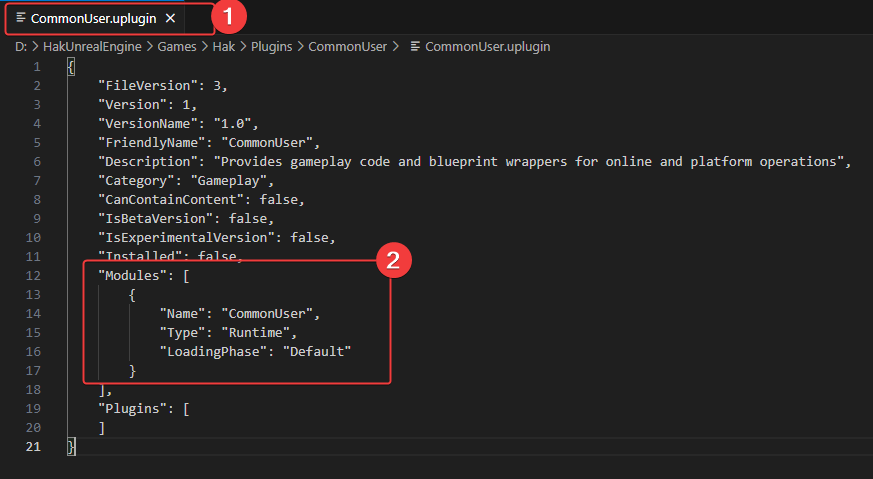 CommonUser.uplugin ×
1
D: > HakUnrealEngine > Games > Hak > Plugins > CommonUser > CommonUser.uplugin
1 {
2 "FileVersion": 3,
3 "Version": 1,
4 "VersionName": "1.0",
5 "FriendlyName": "CommonUser",
6 "Description": "Provides gameplay code and blueprint wrappers for online and platform operations",
7 "Category": "Gameplay",
8 "CanContainContent": false,
9 "IsBetaVersion": false,
10 "IsExperimentalVersion": false,
11 "Installed": false,
2
12 "Modules": [
13 {
14 "Name": "CommonUser",
15 "Type": "Runtime",
16 "LoadingPhase": "Default"
17 }
18 ],
19 "Plugins": [
20 ]
21 }